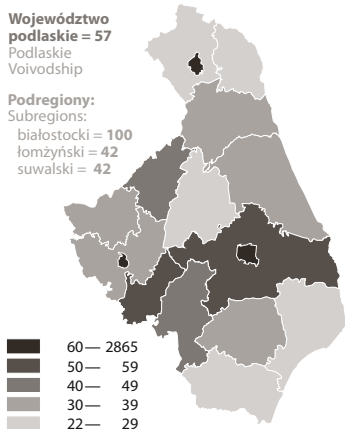 Województwo
podlaskie = 57
Podlaskie
Voivodship
Podregiony:
Subregions:
białostocki = 100
łomżyński = 42
suwalski = 42
60— 2865
50— 59
40— 49
30— 39
22— 29